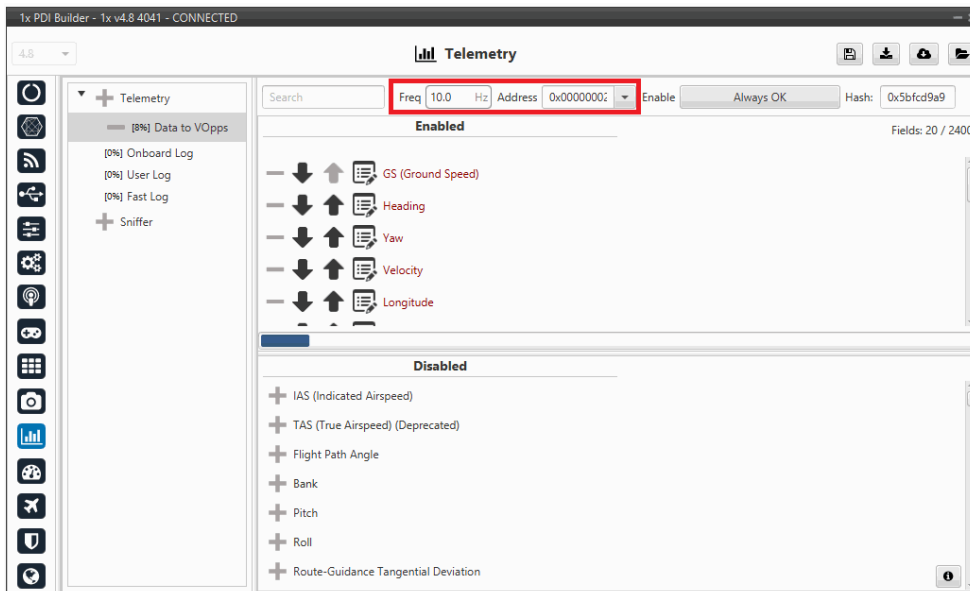 1x PDI Builder - 1x v4.8 4041 - CONNECTED
4.8
Telemetry
Telemetry
[8%] Data to VOpps
[0%] Onboard Log
[0%] User Log
[0%] Fast Log
Sniffer
Search
Freq 10.0 Hz Address 0x00000002 Enable Always OK Hash: 0x5bfcd9a9
Enabled
Fields: 20 / 2400
GS (Ground Speed)
Heading
Yaw
Velocity
Longitude
Disabled
IAS (Indicated Airspeed)
TAS (True Airspeed) (Deprecated)
Flight Path Angle
Bank
Pitch
Roll
Route-Guidance Tangential Deviation